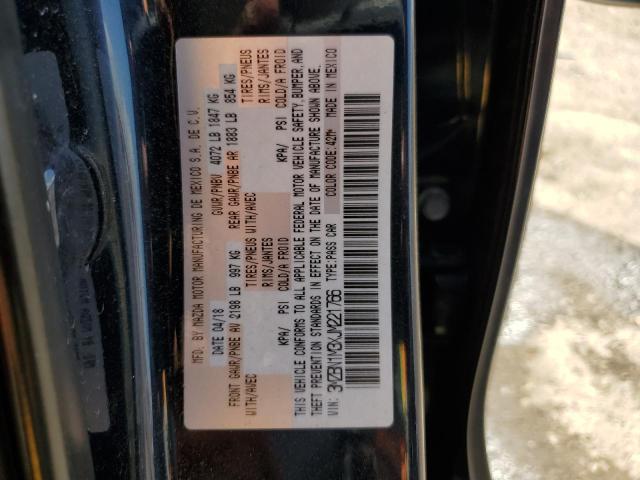 MFD. BY MAZDA MOTOR MANUFACTURING DE MEXICO S.A. DE C.V.
DATE 04/18 GVWR/PNBV 4072 LB 1847 KG
FRONT GAWR/PNBE AV 2198 LB 997 KG REAR GAWR/PNBE AR 1883 LB 854 KG
WITH/AVEC TIRES/PNEUS WITH/AVEC TIRES/PNEUS
RIMS/JANTES RIMS/JANTES
KPA/ PSI COLD/A FROID KPA/ PSI COLD/A FROID
THIS VEHICLE CONFORMS TO ALL APPLICABLE FEDERAL MOTOR VEHICLE SAFETY, BUMPER, AND
THEFT PREVENTION STANDARDS IN EFFECT ON THE DATE OF MANUFACTURE SHOWN ABOVE.
VIN: 3MZBN1M3XJM221766 TYPE:PASS CAR COLOR CODE:42M MADE IN MEXICO